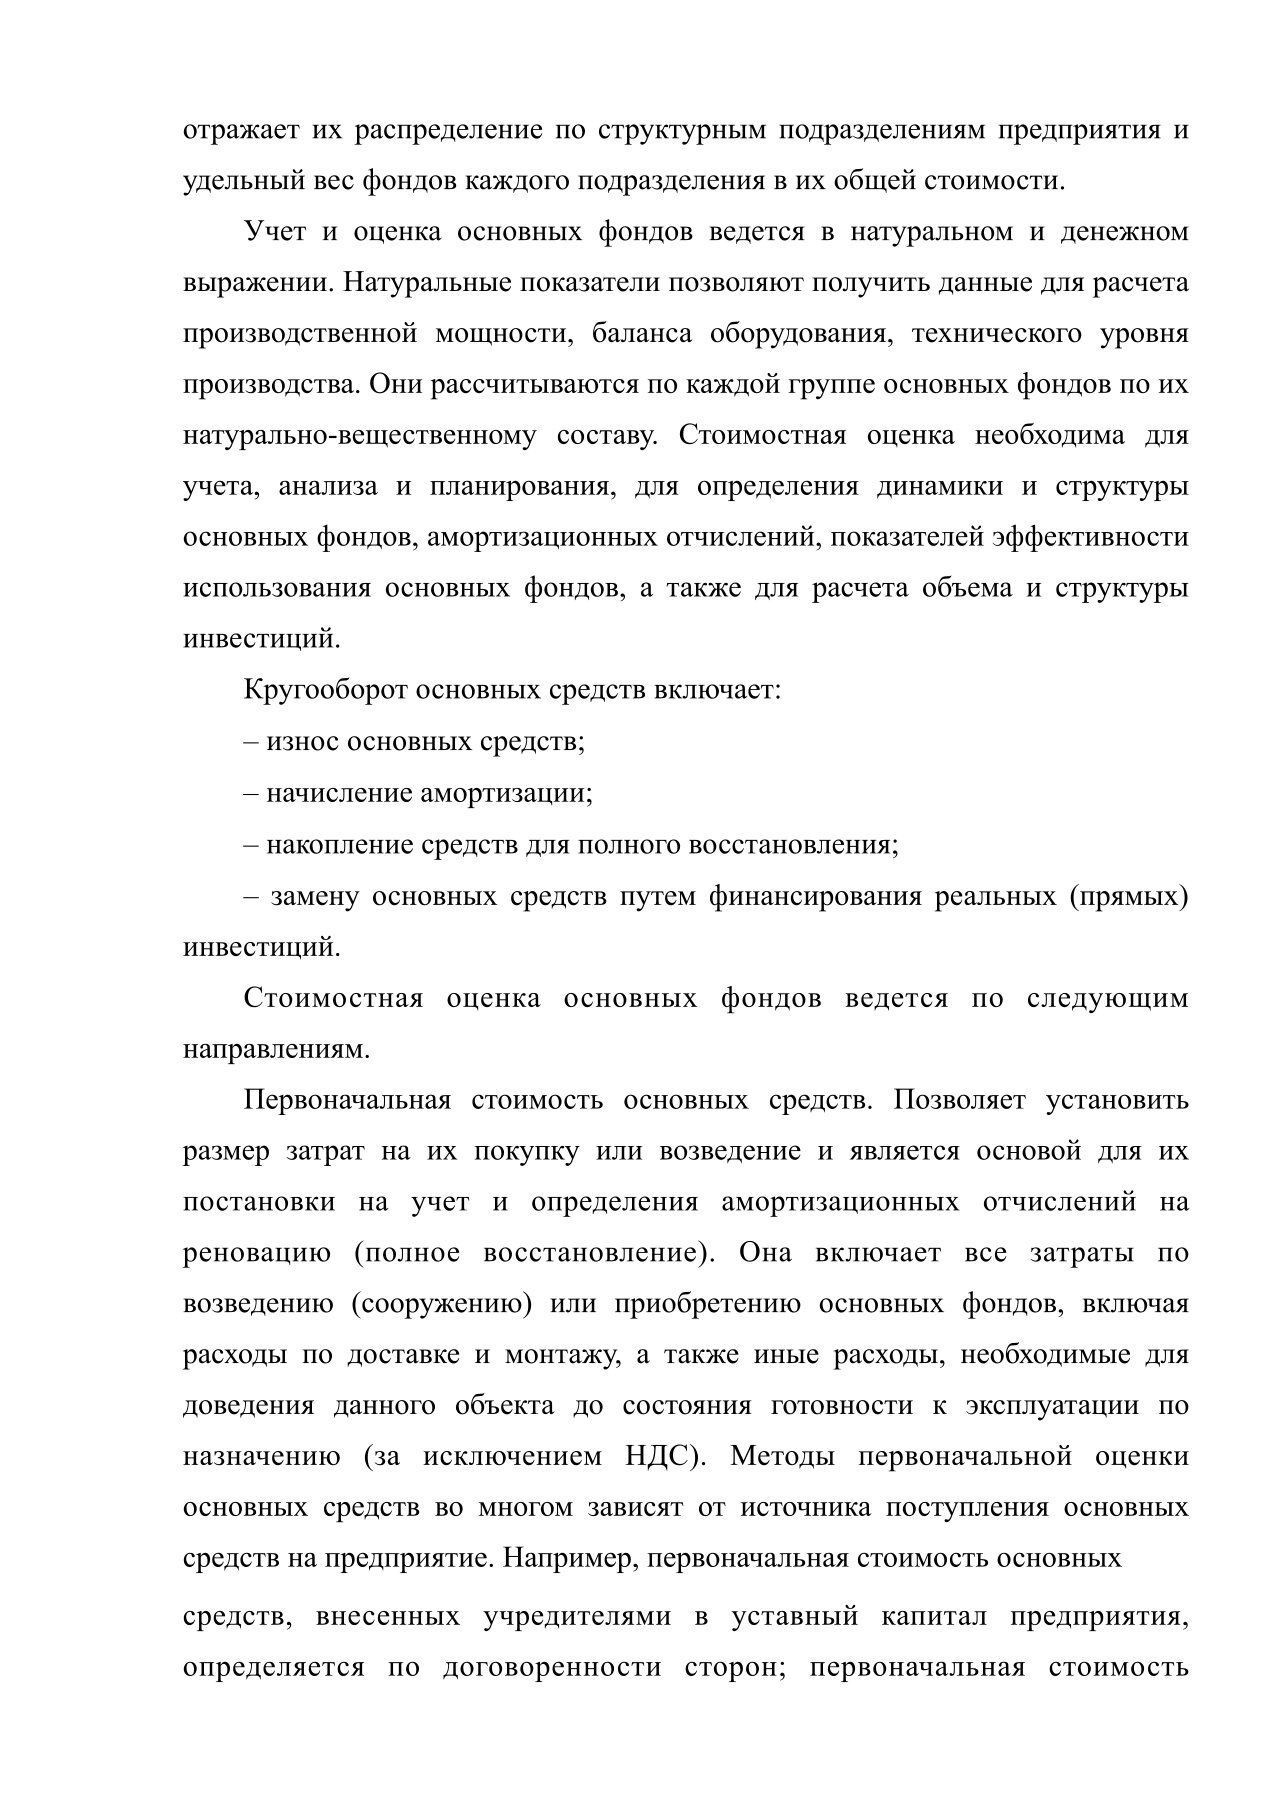 отражает их распределение по структурным подразделениям предприятия и
удельный вес фондов каждого подразделения в их общей стоимости.
Учет и оценка основных фондов ведется в натуральном и денежном
выражении. Натуральные показатели позволяют получить данные для расчета
производственной мощности, баланса оборудования, технического уровня
производства. Они рассчитываются по каждой группе основных фондов по их
натурально-вещественному составу. Стоимостная оценка необходима для
учета, анализа и планирования, для определения динамики и структуры
основных фондов, амортизационных отчислений, показателей эффективности
использования основных фондов, а также для расчета объема и структуры
инвестиций.
Кругооборот основных средств включает:
– износ основных средств;
– начисление амортизации;
– накопление средств для полного восстановления;
– замену основных средств путем финансирования реальных (прямых)
инвестиций.
Стоимостная оценка основных фондов ведется по следующим
направлениям.
Первоначальная стоимость основных средств. Позволяет установить
размер затрат на их покупку или возведение и является основой для их
постановки на учет и определения амортизационных отчислений на
реновацию (полное восстановление). Она включает все затраты по
возведению (сооружению) или приобретению основных фондов, включая
расходы по доставке и монтажу, а также иные расходы, необходимые для
доведения данного объекта до состояния готовности к эксплуатации по
назначению (за исключением НДС). Методы первоначальной оценки
основных средств во многом зависят от источника поступления основных
средств на предприятие. Например, первоначальная стоимость основных
средств, внесенных учредителями в уставный капитал предприятия,
определяется по договоренности сторон; первоначальная стоимость